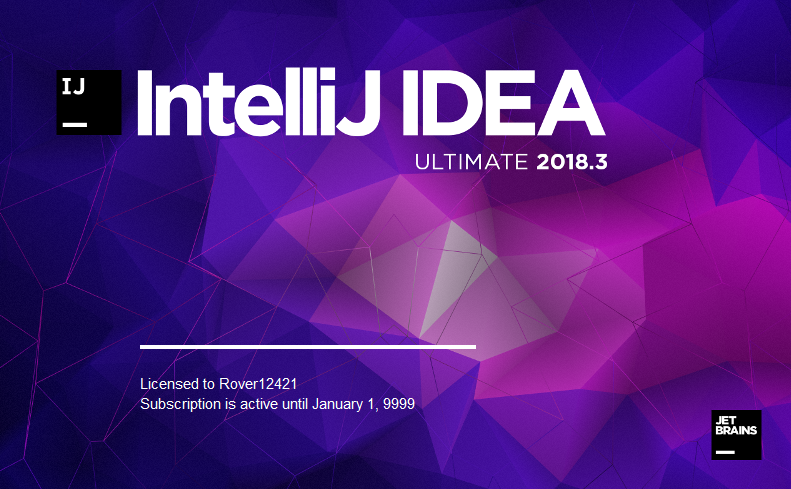 IJ
IntelliJ IDEA
ULTIMATE 2018.3
Licensed to Rover12421
Subscription is active until January 1, 9999
JET
BRAINS